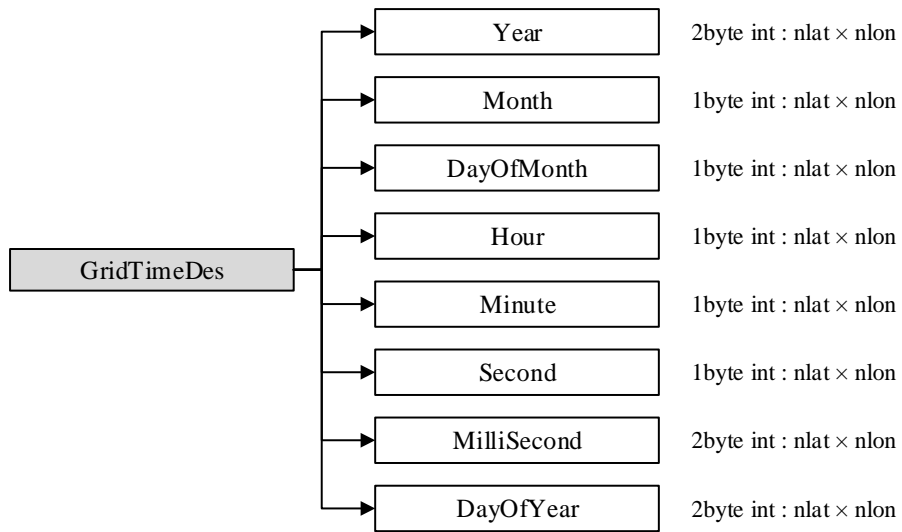 Year 2byte int : nlat × nlon
Month 1byte int : nlat × nlon
DayOfMonth 1byte int : nlat × nlon
Hour 1byte int : nlat × nlon
GridTimeDes
Minute 1byte int : nlat × nlon
Second 1byte int : nlat × nlon
MilliSecond 2byte int : nlat × nlon
DayOfYear 2byte int : nlat × nlon